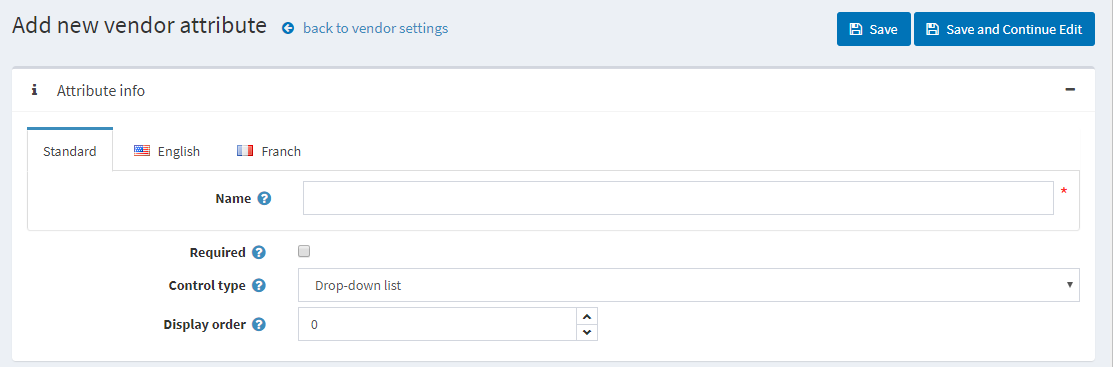 Add new vendor attribute back to vendor settings Save Save and Continue Edit
Attribute info
Standard English Franch
Name *
Required
Control type Drop-down list
Display order 0